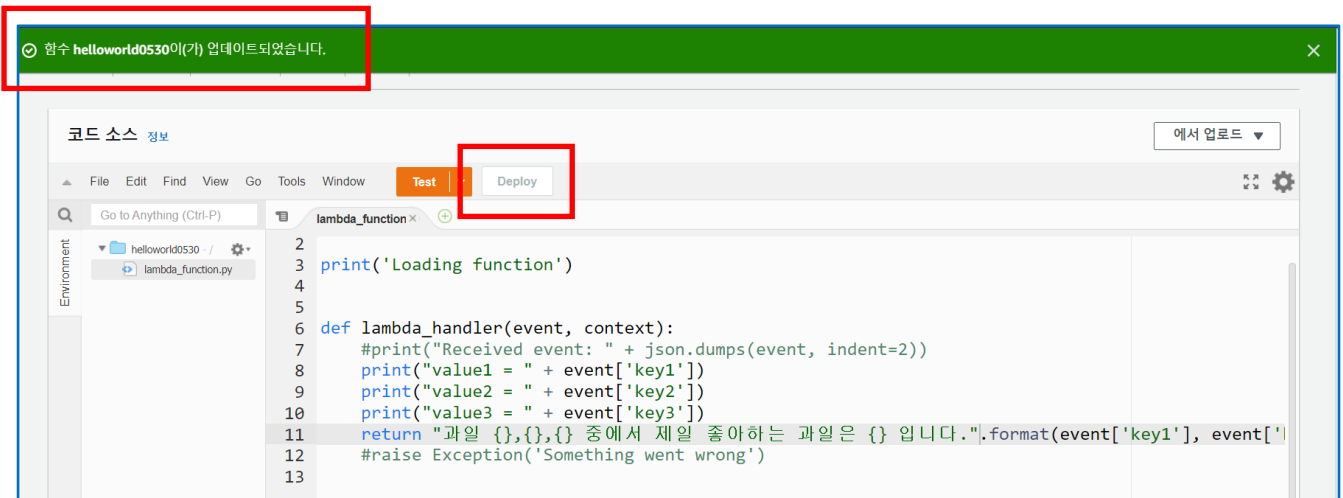 함수 helloworld0530이(가) 업데이트되었습니다.
코드 소스 정보
에서 업로드
File Edit Find View Go Tools Window Test Deploy
Go to Anything (Ctrl-P)
lambda_function
Environment
helloworld0530 - /
lambda_function.py
2
3 print('Loading function')
4
5
6 def lambda_handler(event, context):
7 #print("Received event: " + json.dumps(event, indent=2))
8 print("value1 = " + event['key1'])
9 print("value2 = " + event['key2'])
10 print("value3 = " + event['key3'])
11 return "과일 {},{},{} 중에서 제일 좋아하는 과일은 {} 입니다.".format(event['key1'], event['
12 #raise Exception('Something went wrong')
13